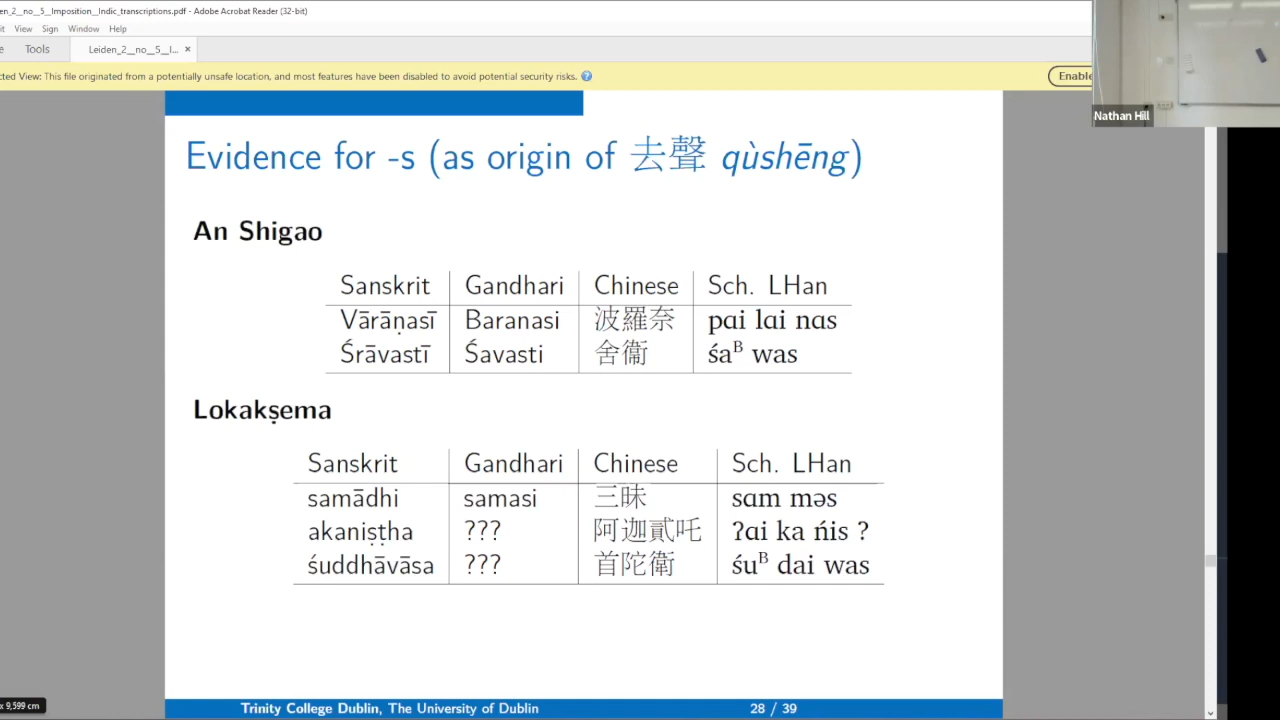 en_2__no__5__Imposition_Indic_transcriptions.pdf - Adobe Acrobat Reader (32-bit)
it View Sign Window Help
e Tools Leiden_2__no__5__I... ×
cted View: This file originated from a potentially unsafe location, and most features have been disabled to avoid potential security risks. ? Enable
Nathan Hill
Evidence for -s (as origin of 去聲 qùshēng)
An Shigao
Sanskrit Gandhari Chinese Sch. LHan
Vārāṇasī Baranasi 波羅奈 pɑi lɑi nɑs
Śrāvastī Śavasti 舍衞 śaᴮ was
Lokakṣema
Sanskrit Gandhari Chinese Sch. LHan
samādhi samasi 三昧 sɑm məs
akaniṣṭha ??? 阿迦貳吒 ʔɑi ka ńis ?
śuddhāvāsa ??? 首陀衛 śuᴮ dai was
x 9,599 cm
Trinity College Dublin, The University of Dublin 28 / 39